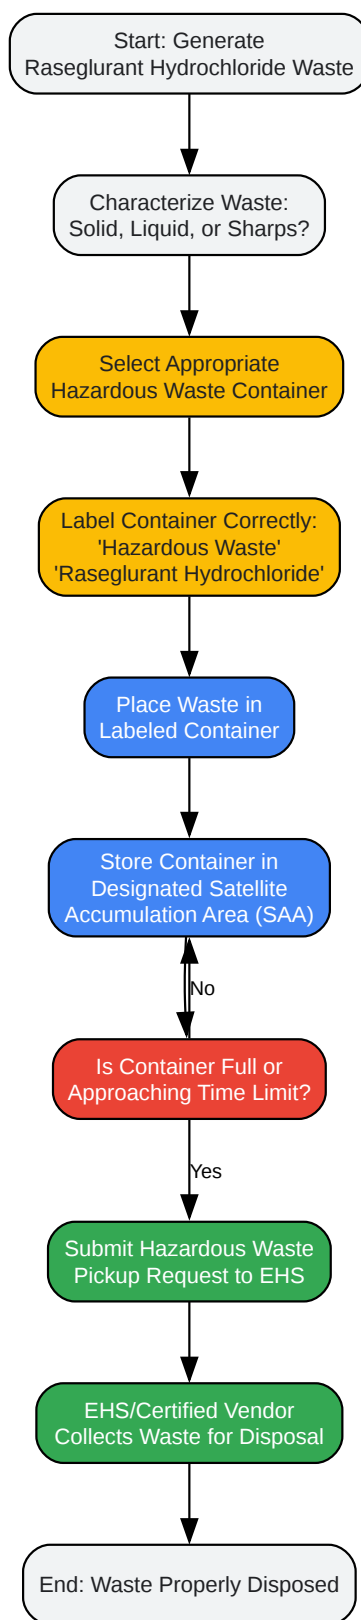 Start: Generate
Raseglurant Hydrochloride Waste
Characterize Waste:
Solid, Liquid, or Sharps?
Select Appropriate
Hazardous Waste Container
Label Container Correctly:
'Hazardous Waste'
'Raseglurant Hydrochloride'
Place Waste in
Labeled Container
Store Container in
Designated Satellite
Accumulation Area (SAA)
No
Is Container Full or
Approaching Time Limit?
Yes
Submit Hazardous Waste
Pickup Request to EHS
EHS/Certified Vendor
Collects Waste for Disposal
End: Waste Properly Disposed